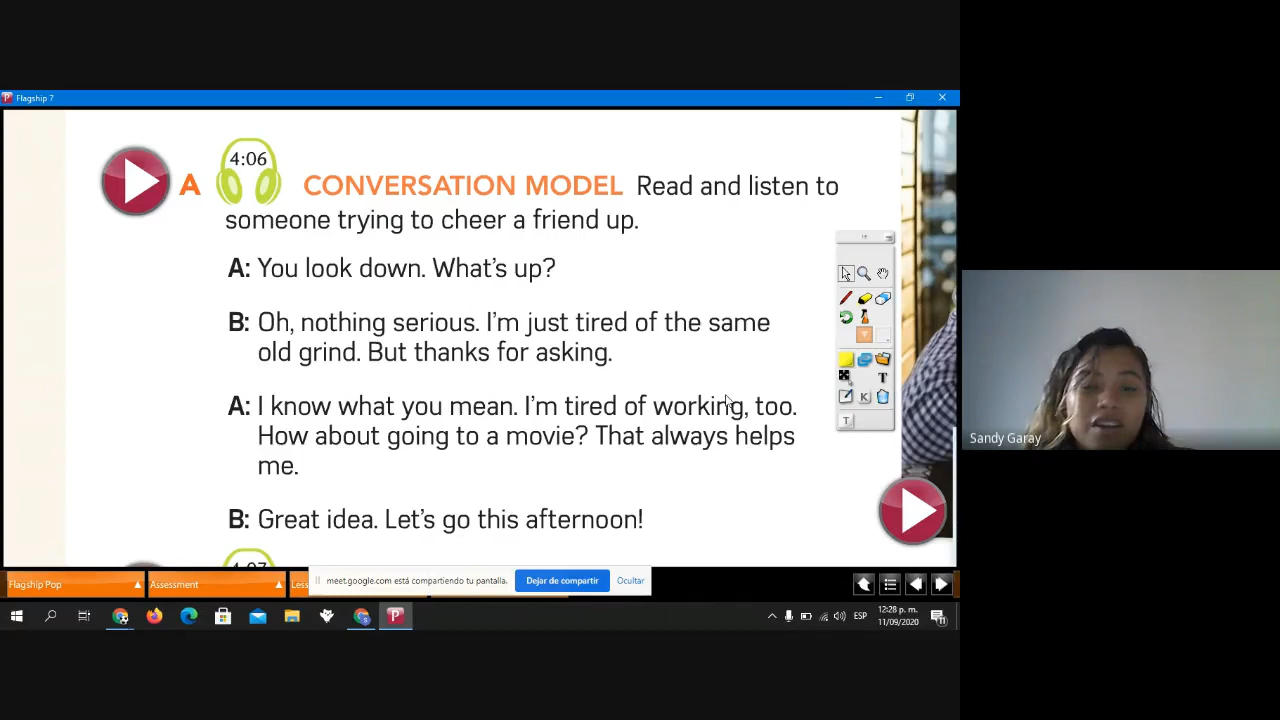 Flagship 7
4:06
A CONVERSATION MODEL Read and listen to
someone trying to cheer a friend up.
A: You look down. What's up?
B: Oh, nothing serious. I'm just tired of the same
old grind. But thanks for asking.
A: I know what you mean. I'm tired of working, too.
How about going to a movie? That always helps
me.
B: Great idea. Let's go this afternoon!
T
K
T
Sandy Garay
Flagship Pop
Assessment
Less
meet.google.com está compartiendo tu pantalla.
Dejar de compartir
Ocultar
ESP
12:28 p. m.
11/09/2020